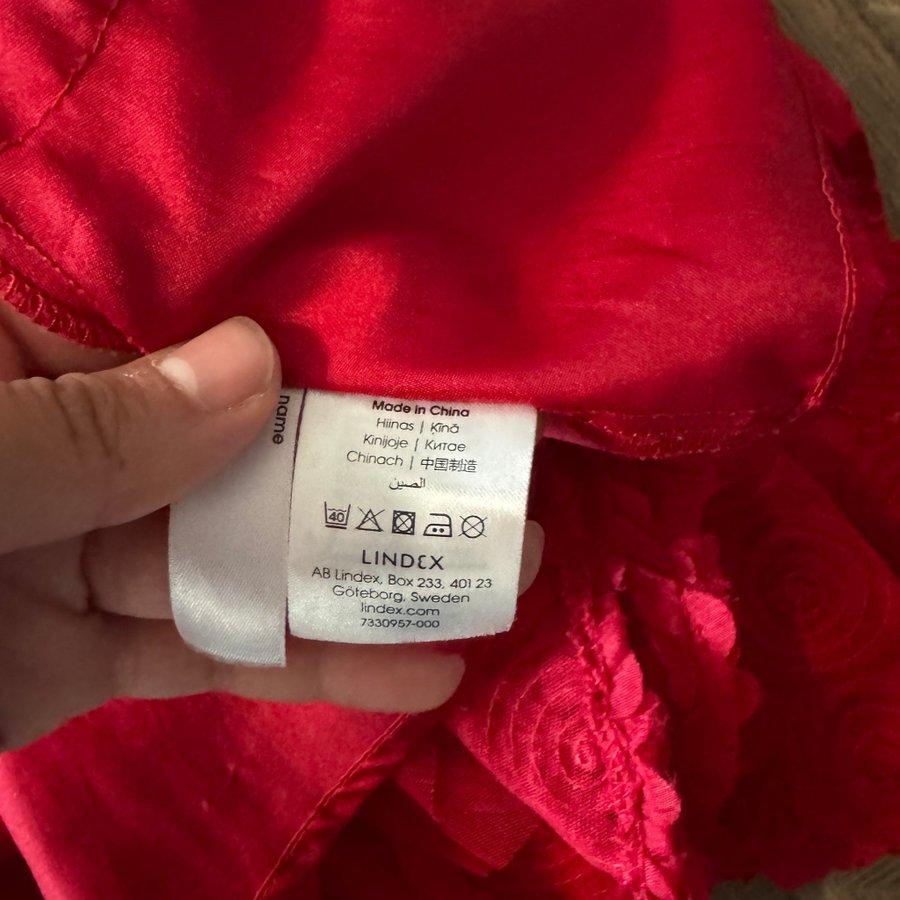 name
Made in China
Hiinas | Ķīnā
Kinijoje | Китае
Chinach | 中国制造
الصين
40
LINDEX
AB Lindex, Box 233, 401 23
Göteborg, Sweden
lindex.com
7330957-000